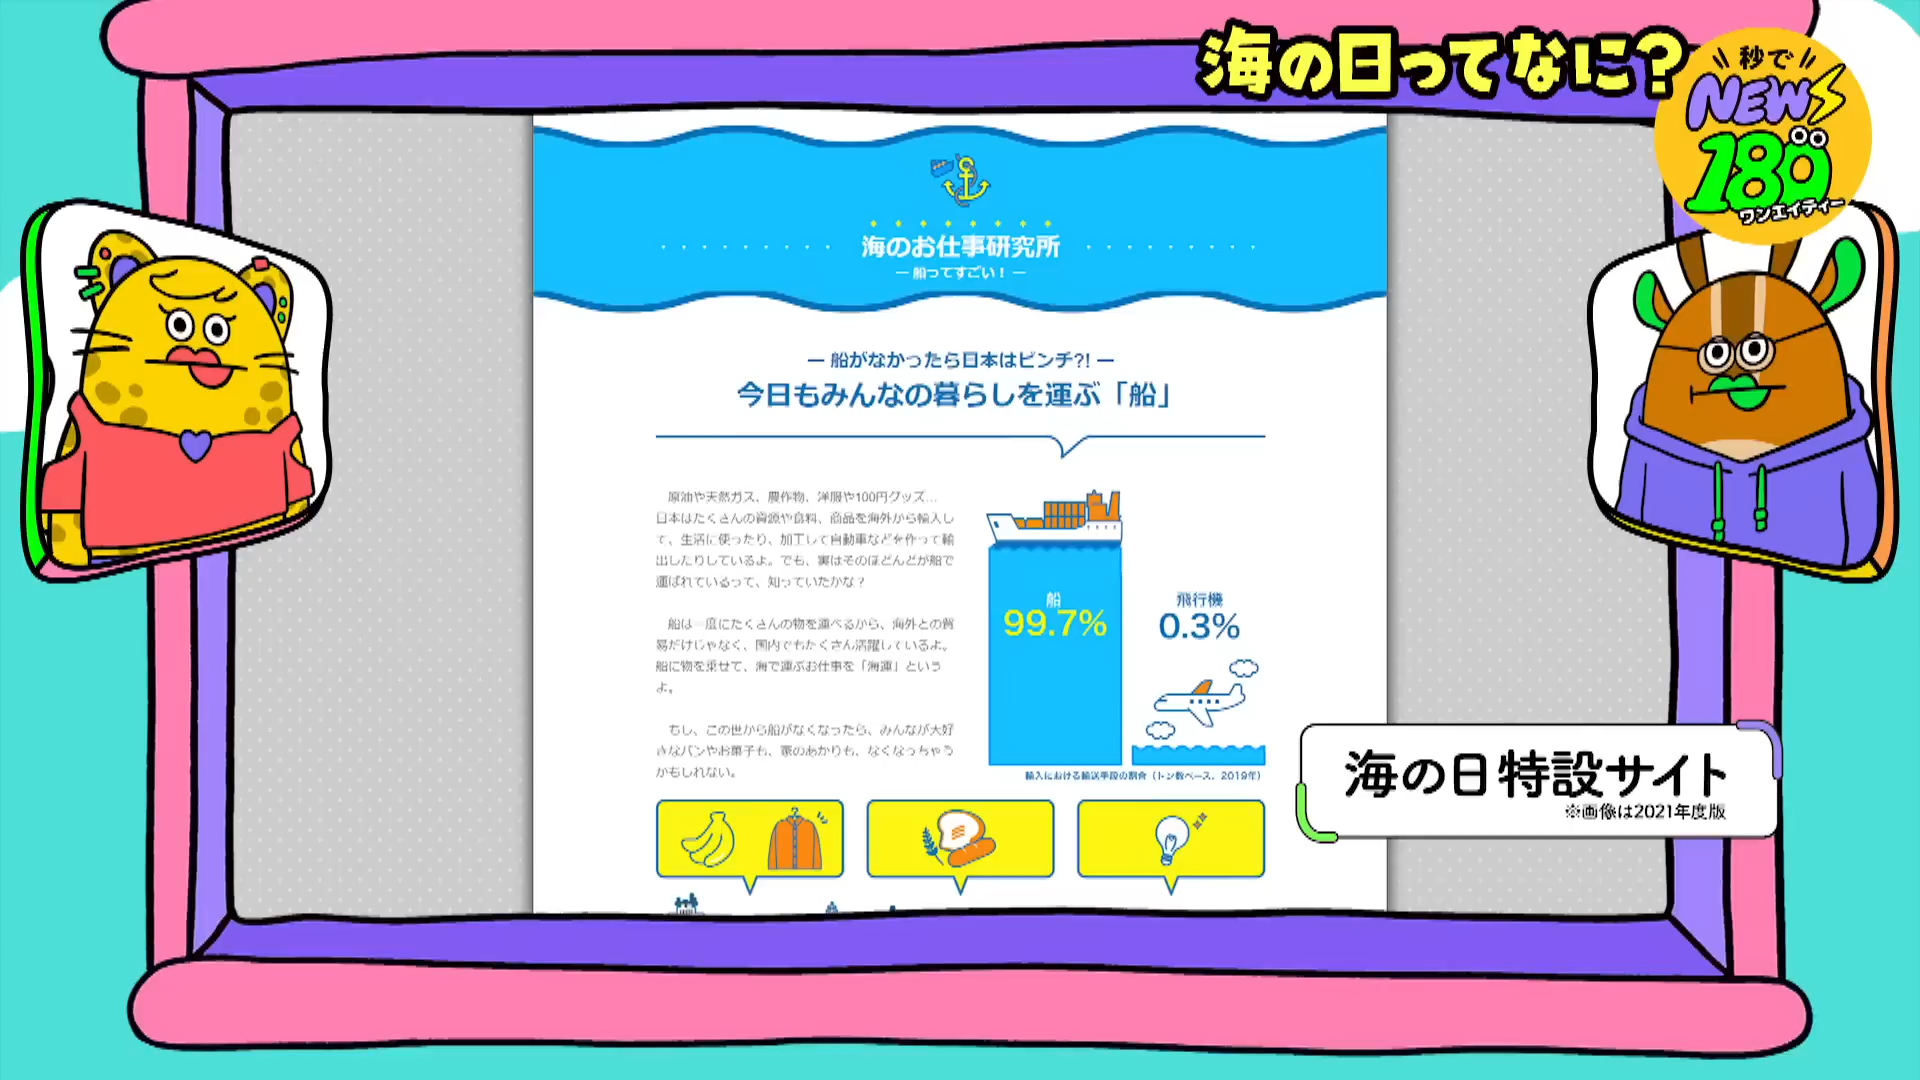 海の日ってなに?
秒で
NEWS
180
ワンエイティー
海のお仕事研究所
― 船ってすごい! ―
― 船がなかったら日本はピンチ?! ―
今日もみんなの暮らしを運ぶ「船」
原油や天然ガス、農作物、洋服や100円グッズ…
日本はたくさんの資源や食料、商品を海外から輸入し
て、生活に使ったり、加工して自動車などを作って輸
出したりしているよ。でも、実はそのほとんどが船で
運ばれているって、知っていたかな?
船は一度にたくさんの物を運べるから、海外との貿
易だけじゃなく、国内でもたくさん活躍しているよ。
船に物を乗せて、海で運ぶお仕事を「海運」という
よ。
もし、この世から船がなくなったら、みんなが大好
きなパンやお菓子も、家のあかりも、なくなっちゃう
かもしれない。
船
99.7%
飛行機
0.3%
輸入における輸送手段の割合(トン数ベース、2019年)
海の日特設サイト
※画像は2021年度版